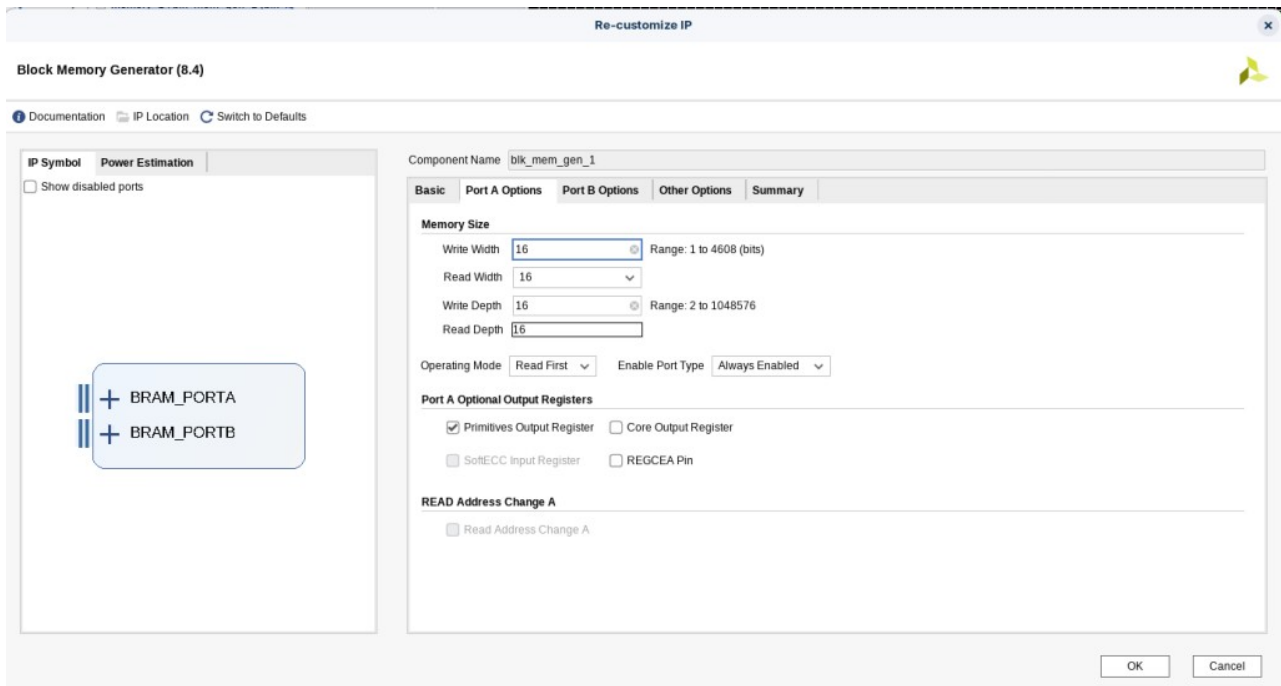 Re-customize IP
Block Memory Generator (8.4)
Documentation IP Location Switch to Defaults
IP Symbol Power Estimation
Show disabled ports
BRAM_PORTA
BRAM_PORTB
Component Name blk_mem_gen_1
Basic Port A Options Port B Options Other Options Summary
Memory Size
Write Width 16 Range: 1 to 4608 (bits)
Read Width 16
Write Depth 16 Range: 2 to 1048576
Read Depth 16
Operating Mode Read First Enable Port Type Always Enabled
Port A Optional Output Registers
Primitives Output Register Core Output Register
SoftECC Input Register REGCEA Pin
READ Address Change A
Read Address Change A
OK Cancel